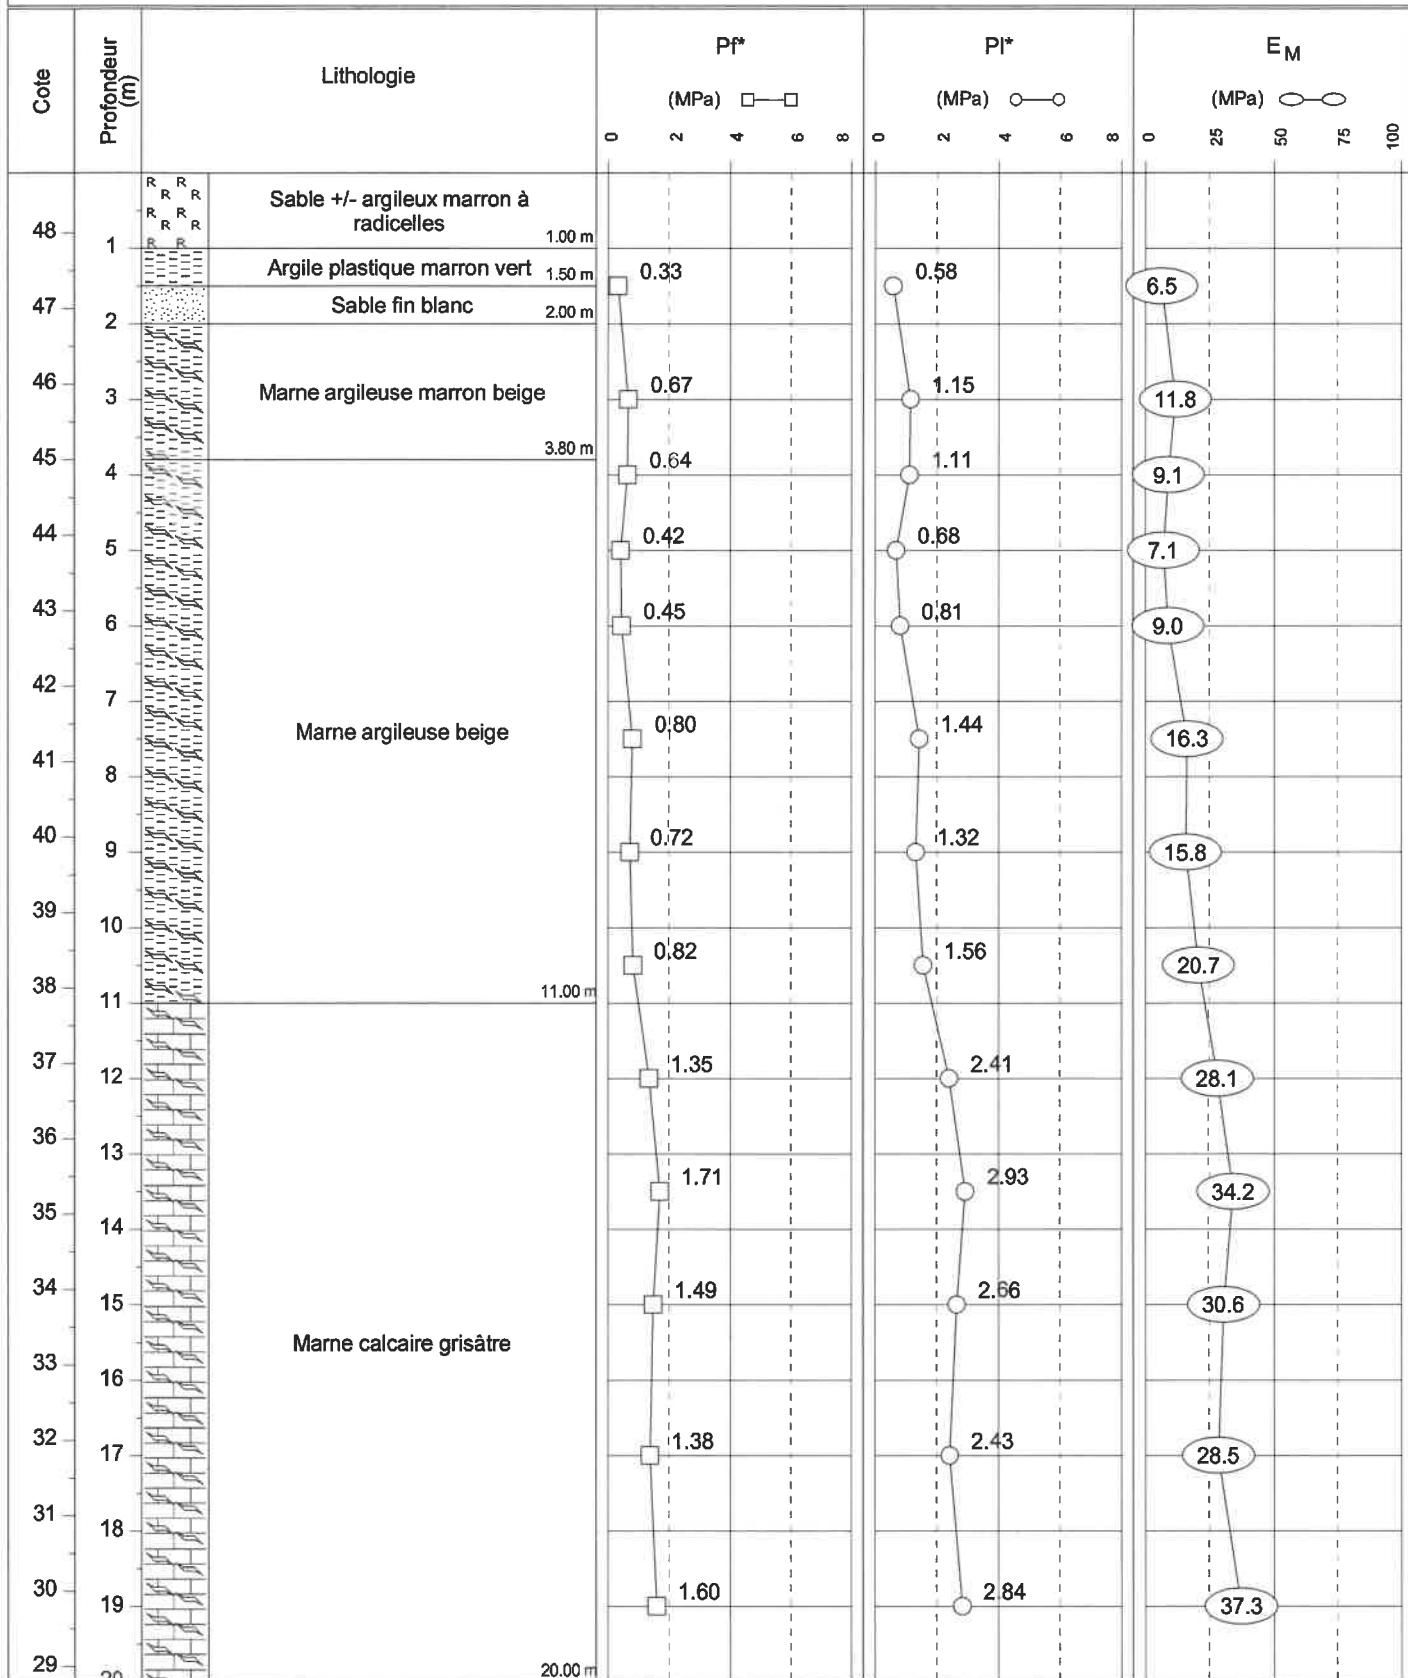 Cote
Profondeur
(m)
Lithologie
Pf*
(MPa)
0 2 4 6 8
Pl*
(MPa)
0 2 4 6 8
E M
(MPa)
0 25 50 75 100
R R
R R
R R
R R
R R
Sable +/- argileux marron à
radicelles
1.00 m
48
1
Argile plastique marron vert
1.50 m
0.33
0.58
6.5
47
Sable fin blanc
2.00 m
2
46
Marne argileuse marron beige
3
0.67
1.15
11.8
3.80 m
45
4
0.64
1.11
9.1
44
5
0.42
0.68
7.1
43
6
0.45
0.81
9.0
42
7
Marne argileuse beige
0.80
1.44
16.3
41
8
40
9
0.72
1.32
15.8
39
10
0.82
1.56
20.7
38
11.00 m
11
37
12
1.35
2.41
28.1
36
13
1.71
2.93
34.2
35
14
34
15
1.49
2.66
30.6
Marne calcaire grisâtre
33
16
32
17
1.38
2.43
28.5
31
18
30
19
1.60
2.84
37.3
29
20
20.00 m